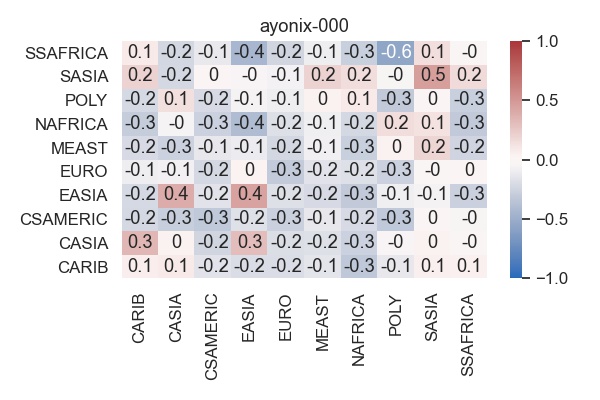 ayonix-000
SSAFRICA 0.1 -0.2 -0.1 -0.4 -0.2 -0.1 -0.3 -0.6 0.1 -0
SASIA 0.2 -0.2 0 -0 -0.1 0.2 0.2 -0 0.5 0.2
POLY -0.2 0.1 -0.2 -0.1 -0.1 0 0.1 -0.3 0 -0.3
NAFRICA -0.3 -0 -0.3 -0.4 -0.2 -0.1 -0.2 0.2 0.1 -0.3
MEAST -0.2 -0.3 -0.1 -0.1 -0.2 -0.1 -0.3 0 0.2 -0.2
EURO -0.1 -0.1 -0.2 0 -0.3 -0.2 -0.2 -0.3 -0 0
EASIA -0.2 0.4 -0.2 0.4 -0.2 -0.2 -0.3 -0.1 -0.1 -0.3
CSAMERIC -0.2 -0.3 -0.3 -0.2 -0.3 -0.1 -0.2 -0.3 0 -0
CASIA 0.3 0 -0.2 0.3 -0.2 -0.2 -0.3 -0 -0 0
CARIB 0.1 0.1 -0.2 -0.2 -0.2 -0.1 -0.3 -0.1 0.1 0.1
CARIB CASIA CSAMERIC EASIA EURO MEAST NAFRICA POLY SASIA SSAFRICA
1.0
0.5
0.0
−0.5
−1.0